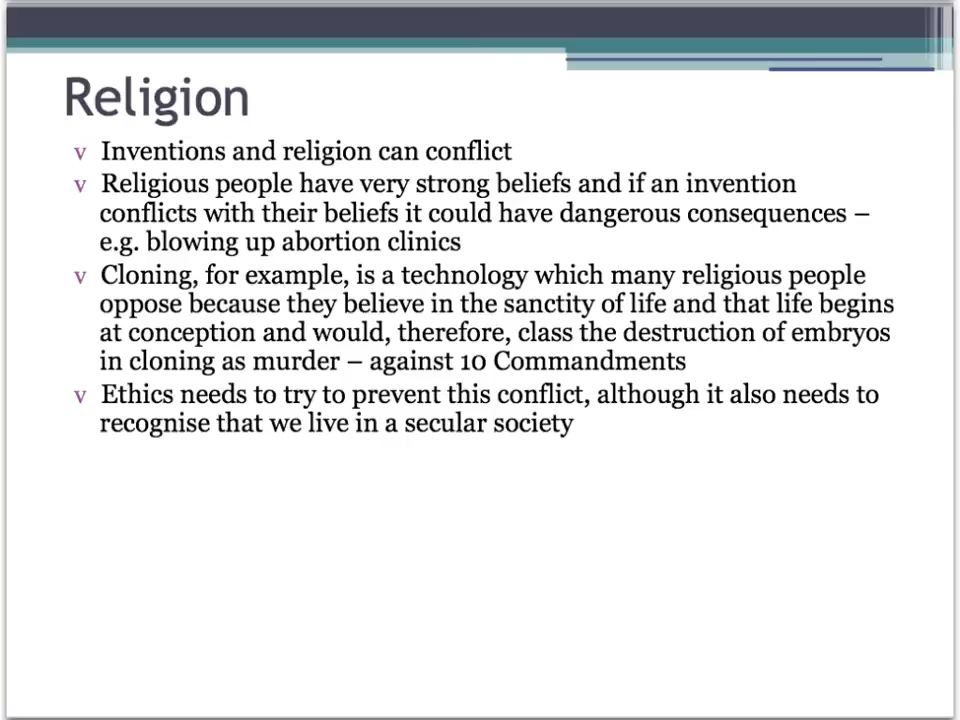 Religion
v Inventions and religion can conflict
v Religious people have very strong beliefs and if an invention
conflicts with their beliefs it could have dangerous consequences –
e.g. blowing up abortion clinics
v Cloning, for example, is a technology which many religious people
oppose because they believe in the sanctity of life and that life begins
at conception and would, therefore, class the destruction of embryos
in cloning as murder – against 10 Commandments
v Ethics needs to try to prevent this conflict, although it also needs to
recognise that we live in a secular society